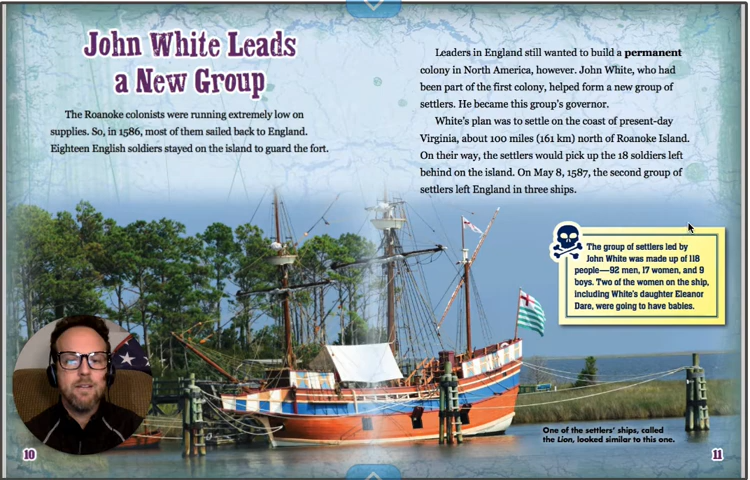 John White Leads
a New Group
The Roanoke colonists were running extremely low on
supplies. So, in 1586, most of them sailed back to England.
Eighteen English soldiers stayed on the island to guard the fort.
Leaders in England still wanted to build a permanent
colony in North America, however. John White, who had
been part of the first colony, helped form a new group of
settlers. He became this group's governor.
White's plan was to settle on the coast of present-day
Virginia, about 100 miles (161 km) north of Roanoke Island.
On their way, the settlers would pick up the 18 soldiers left
behind on the island. On May 8, 1587, the second group of
settlers left England in three ships.
The group of settlers led by
John White was made up of 118
people—92 men, 17 women, and 9
boys. Two of the women on the ship,
including White's daughter Eleanor
Dare, were going to have babies.
One of the settlers' ships, called
the Lion, looked similar to this one.
10
11